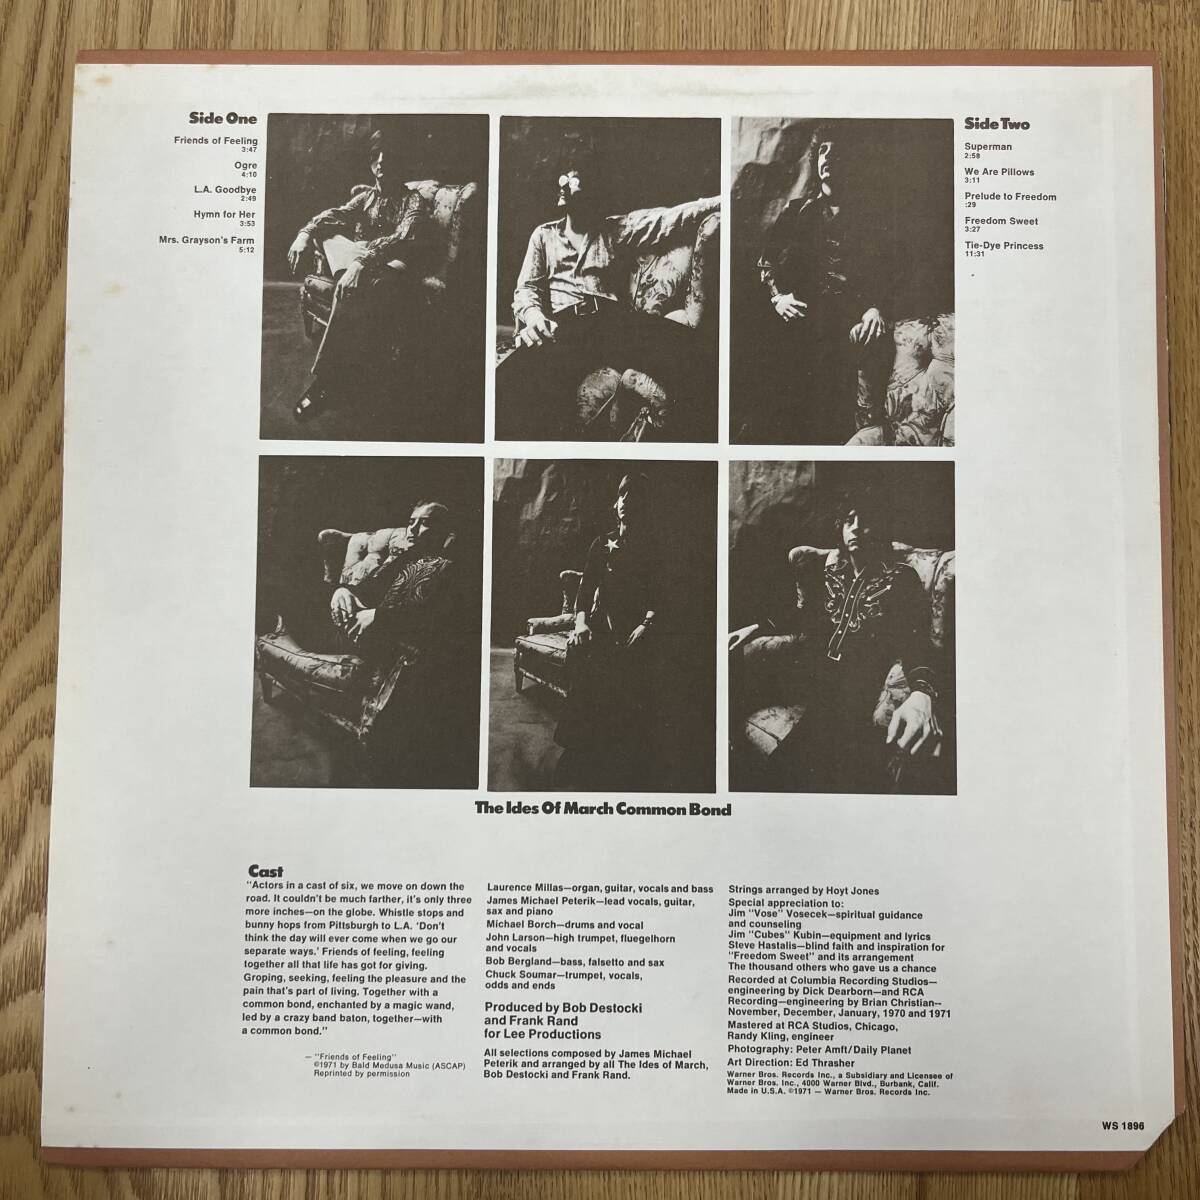 Side One
Friends of Feeling
3:47
Ogre
4:10
L.A. Goodbye
2:49
Hymn for Her
3:53
Mrs. Grayson's Farm
5:12
Side Two
Superman
2:58
We Are Pillows
3:11
Prelude to Freedom
:29
Freedom Sweet
3:27
Tie-Dye Princess
11:31
The Ides Of March Common Bond
Cast
"Actors in a cast of six, we move on down the
road. It couldn't be much farther, it's only three
more inches—on the globe. Whistle stops and
bunny hops from Pittsburgh to L.A. 'Don't
think the day will ever come when we go our
separate ways.' Friends of feeling, feeling
together all that life has got for giving.
Groping, seeking, feeling the pleasure and the
pain that's part of living. Together with a
common bond, enchanted by a magic wand,
led by a crazy band baton, together—with
a common bond."
— "Friends of Feeling"
©1971 by Bald Medusa Music (ASCAP)
Reprinted by permission
Laurence Millas—organ, guitar, vocals and bass
James Michael Peterik—lead vocals, guitar,
sax and piano
Michael Borch—drums and vocal
John Larson—high trumpet, fluegelhorn
and vocals
Bob Bergland—bass, falsetto and sax
Chuck Soumar—trumpet, vocals,
odds and ends
Produced by Bob Destocki
and Frank Rand
for Lee Productions
All selections composed by James Michael
Peterik and arranged by all The Ides of March,
Bob Destocki and Frank Rand.
Strings arranged by Hoyt Jones
Special appreciation to:
Jim "Vose" Vosecek—spiritual guidance
and counseling
Jim "Cubes" Kubin—equipment and lyrics
Steve Hastalis—blind faith and inspiration for
"Freedom Sweet" and its arrangement
The thousand others who gave us a chance
Recorded at Columbia Recording Studios—
engineering by Dick Dearborn—and RCA
Recording—engineering by Brian Christian--
November, December, January, 1970 and 1971
Mastered at RCA Studios, Chicago,
Randy Kling, engineer
Photography: Peter Amft/Daily Planet
Art Direction: Ed Thrasher
Warner Bros. Records Inc., a Subsidiary and Licensee of
Warner Bros. Inc., 4000 Warner Blvd., Burbank, Calif.
Made in U.S.A. ©1971 — Warner Bros. Records Inc.
WS 1896